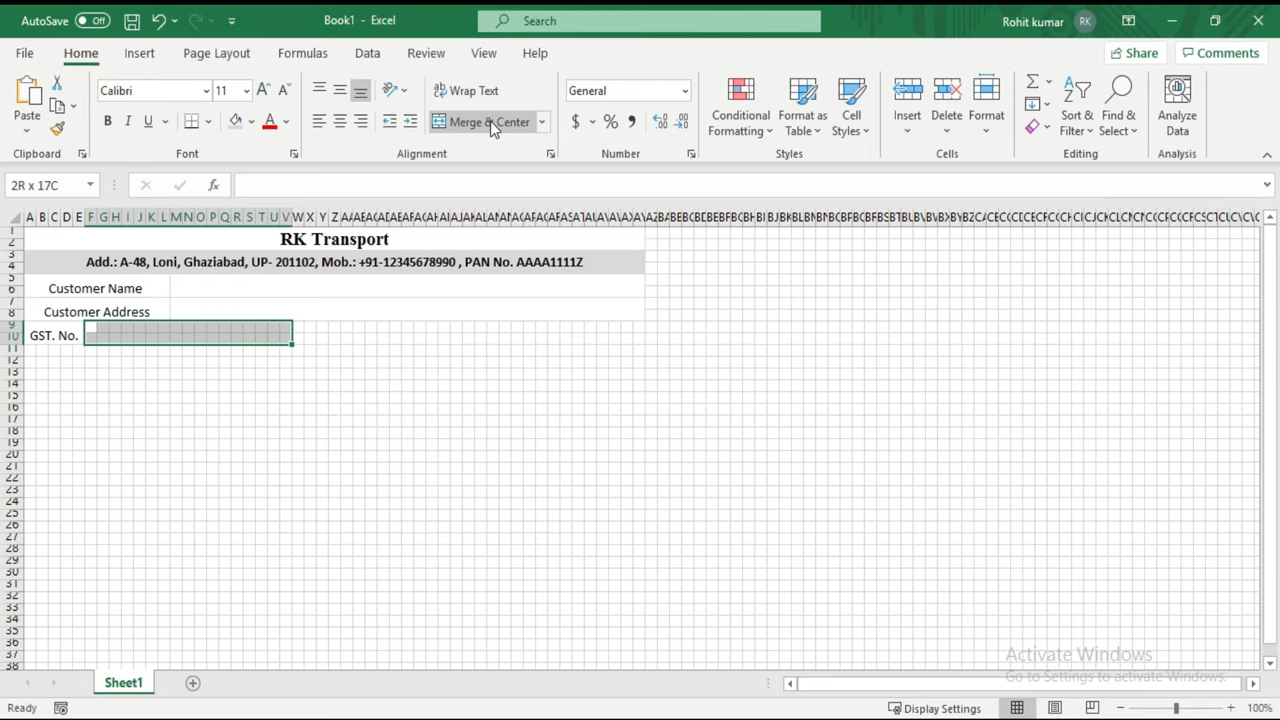 AutoSave Off Book1 - Excel Search Rohit kumar RK
File Home Insert Page Layout Formulas Data Review View Help Share Comments
Paste Calibri 11 Wrap Text General Conditional Formatting Format as Table Cell Styles Insert Delete Format Sort & Filter Find & Select Analyze Data
B I U Merge & Center $ %
Clipboard Font Alignment Number Styles Cells Editing Analysis
2R x 17C fx
RK Transport
Add.: A-48, Loni, Ghaziabad, UP- 201102, Mob.: +91-12345678990 , PAN No. AAAA1111Z
Customer Name
Customer Address
GST. No.
Activate Windows
Go to Settings to activate Windows.
Sheet1
Ready Display Settings 100%